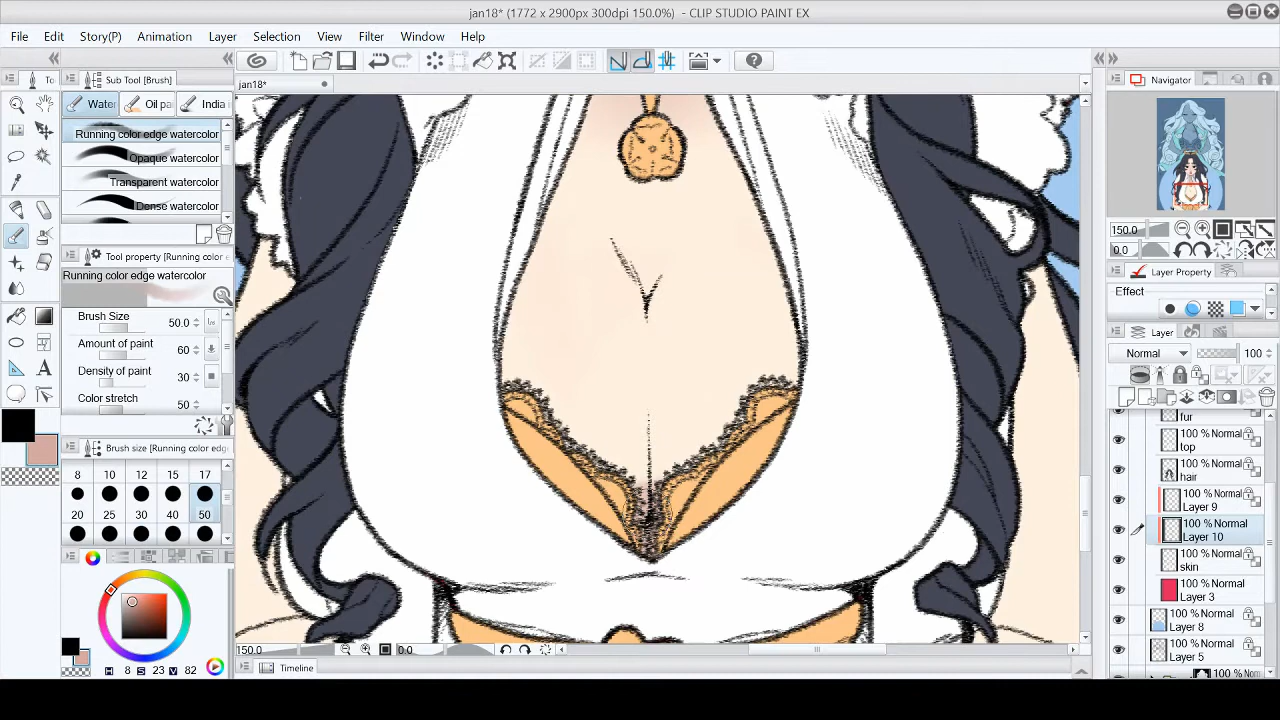 jan18* (1772 x 2900px 300dpi 150.0%)  - CLIP STUDIO PAINT EX
File Edit Story(P) Animation Layer Selection View Filter Window Help
To Sub Tool [Brush] Navigator
jan18*
Water Oil pa India
Running color edge watercolor
Opaque watercolor
Transparent watercolor
Dense watercolor
150.0
0.0
Tool property [Running color edge
Running color edge watercolor
Layer Property
Effect
Brush Size 50.0
Amount of paint 60
Density of paint 30
Color stretch 50
Layer
Normal 100
fur
100 % Normal
top
100 % Normal
hair
100 % Normal
Layer 9
100 % Normal
Layer 10
100 % Normal
skin
100 % Normal
Layer 3
100 % Normal
Layer 8
100 % Normal
Layer 5
100 % Normal
Brush size [Running color edge
8 10 12 15 17
20 25 30 40 50
H 8 S 23 V 82
150.0 0.0
Timeline